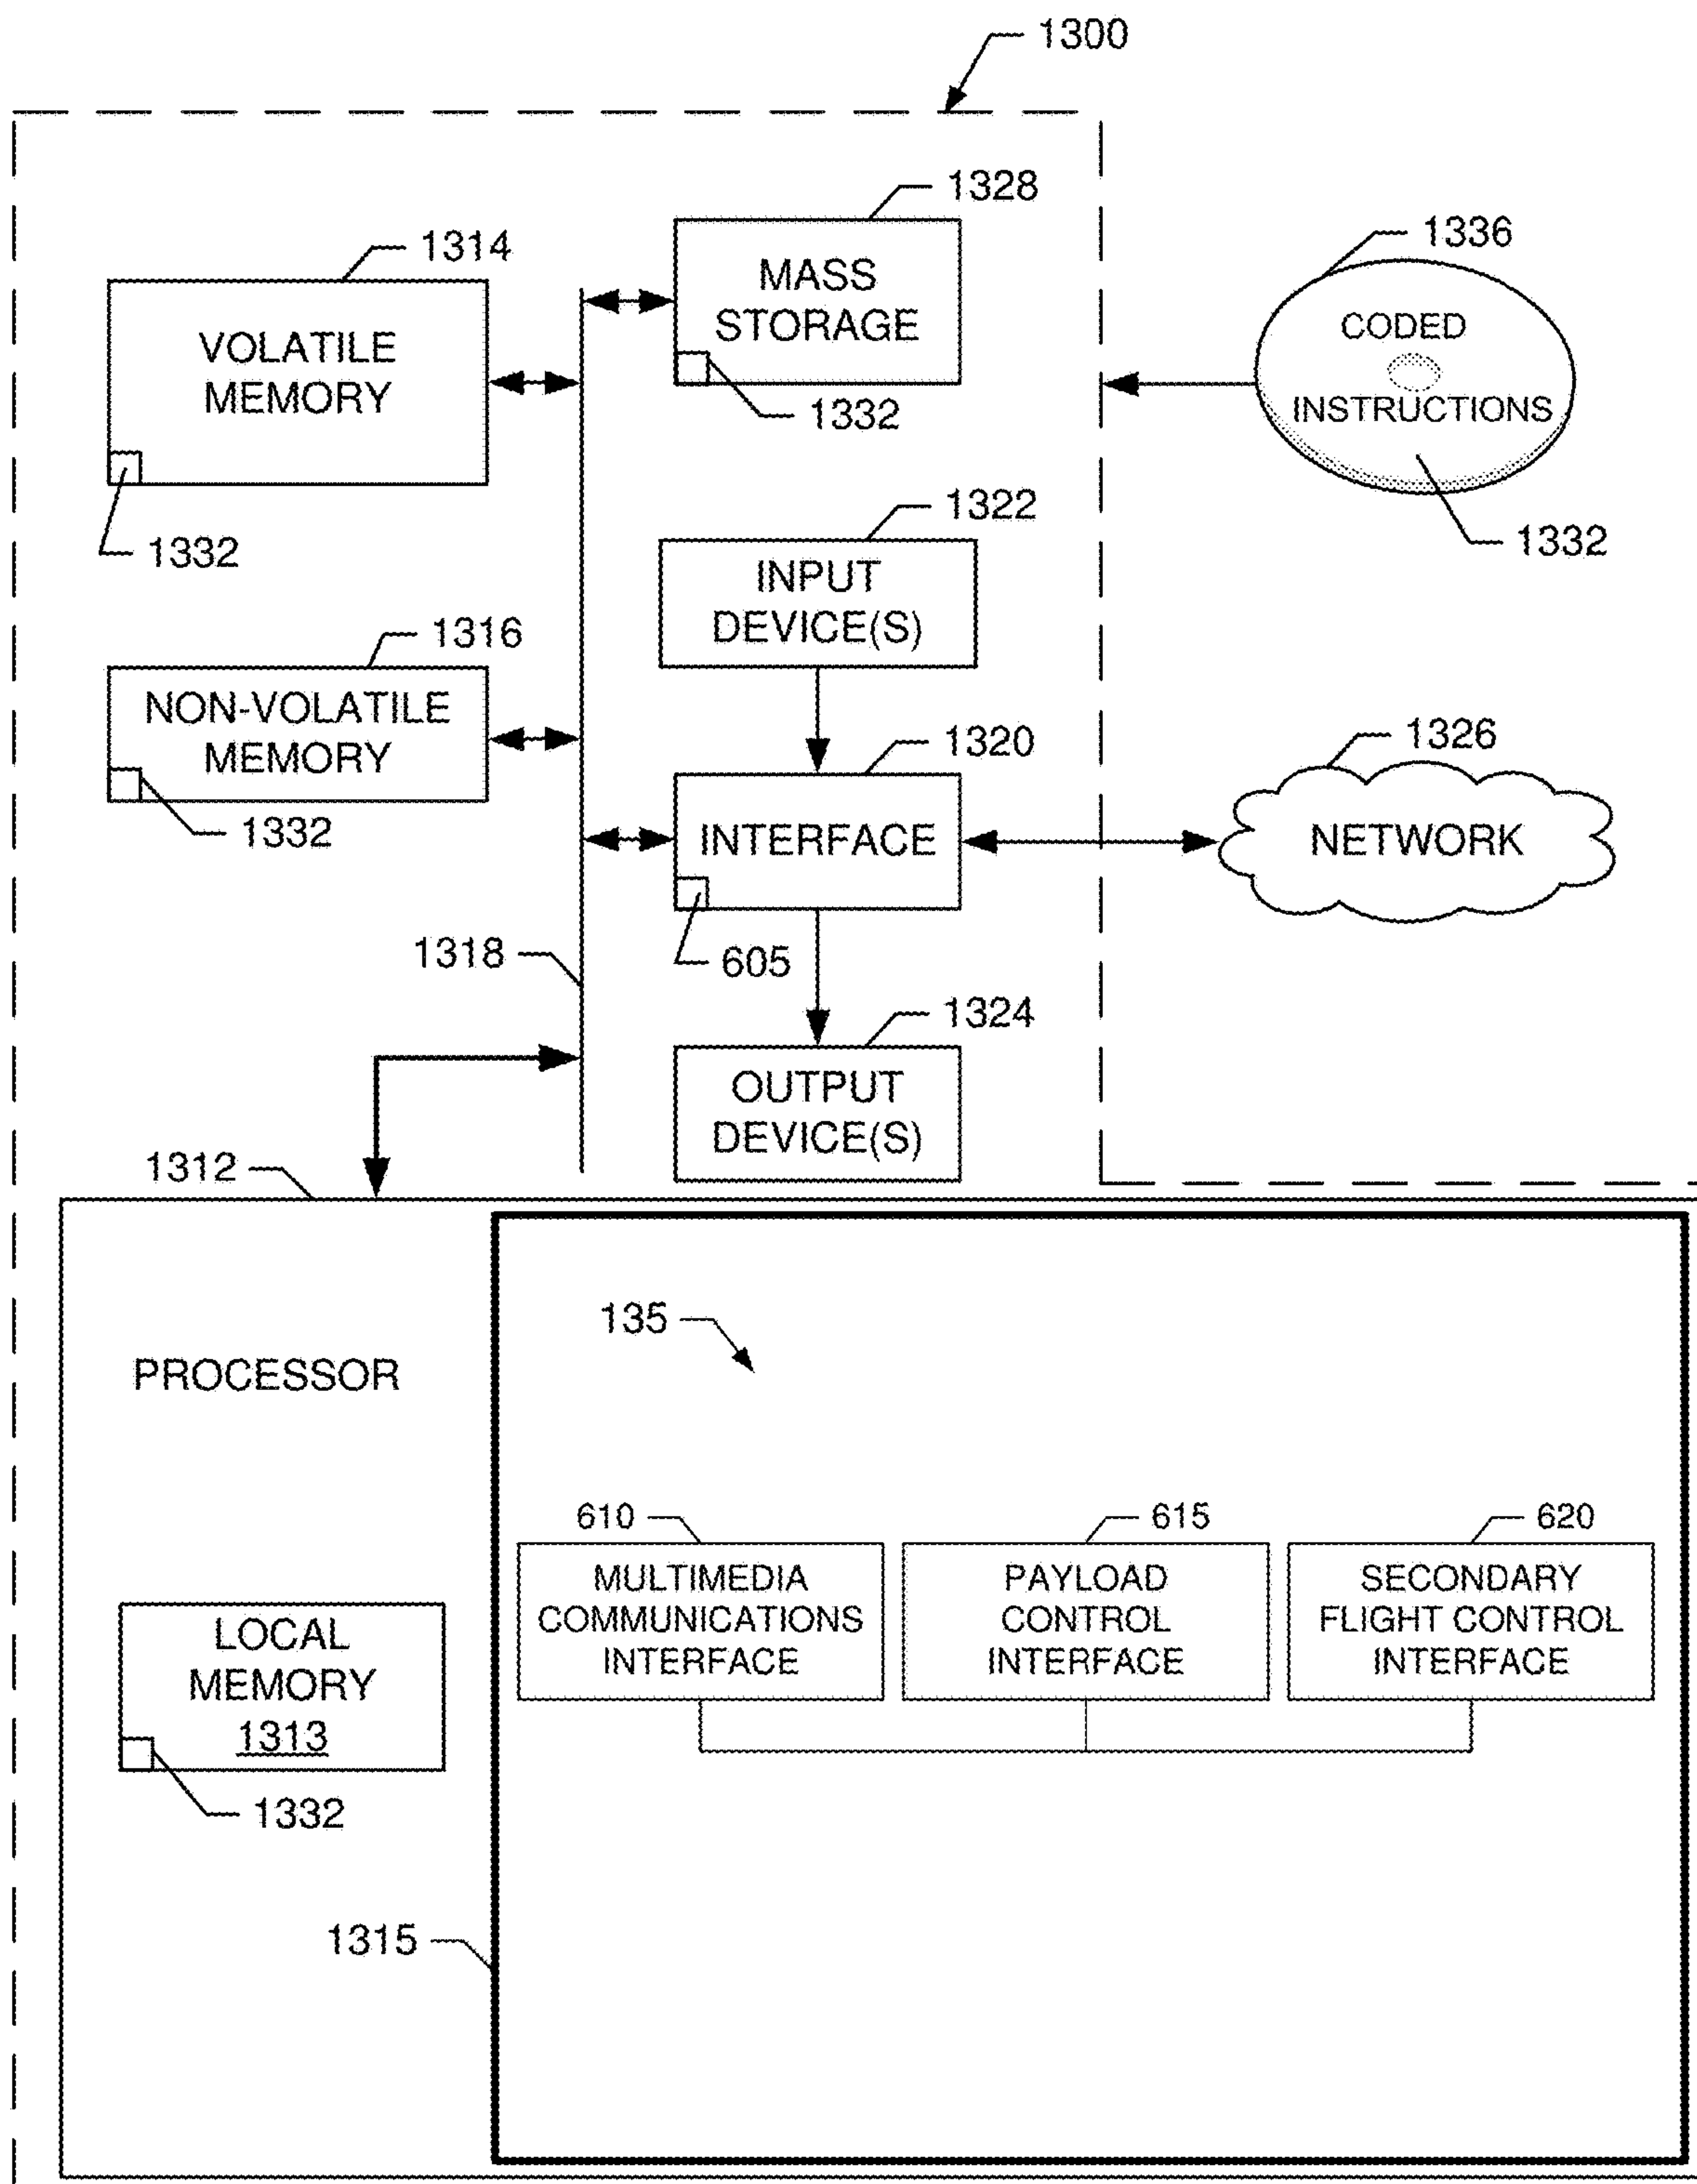 1300
1328
1314
MASS
STORAGE
1336
CODED
INSTRUCTIONS
VOLATILE
MEMORY
1332
1322
1332
1332
INPUT
DEVICE(S)
1316
NON-VOLATILE
MEMORY
1320
1326
1332
INTERFACE
NETWORK
1318
605
1324
OUTPUT
DEVICE(S)
1312
135
PROCESSOR
610
615
620
MULTIMEDIA
COMMUNICATIONS
INTERFACE
PAYLOAD
CONTROL
INTERFACE
SECONDARY
FLIGHT CONTROL
INTERFACE
LOCAL
MEMORY
1313
1332
1315